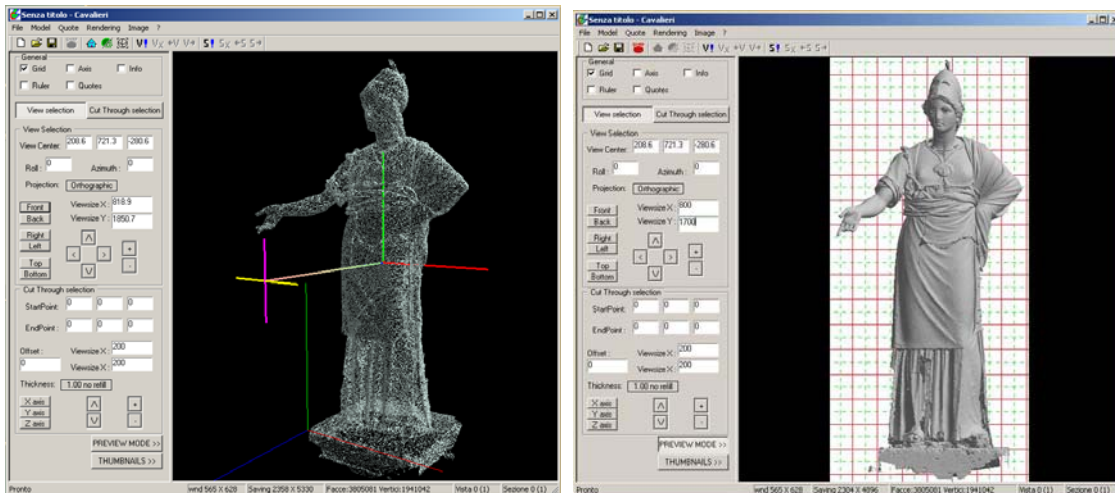 Senza titolo - Cavalieri
File Model Quote Rendering Image ?
V! Vx +V V+ S! Sx +S S+
General
Grid Axis Info
Ruler Quotes
View selection Cut Through selection
View Selection
View Center: 208.6 721.3 -280.6
Roll: 0 Azimuth: 0
Projection: Orthographic
Front Viewsize X: 818.9
Back Viewsize Y: 1850.7
Right
Left
Top
Bottom
Cut Through selection
StartPoint: 0 0 0
EndPoint: 0 0 0
Offset: Viewsize X: 200
0 Viewsize X: 200
Thickness: 1.00 no refill
X axis
Y axis
Z axis
PREVIEW MODE >>
THUMBNAILS >>
Pronto wnd 565 X 628 Saving 2358 X 5330 Facce:3805081 Vertici:1941042 Vista 0 (1) Sezione 0 (1)
Senza titolo - Cavalieri
File Model Quote Rendering Image ?
V! Vx +V V+ S! Sx +S S+
General
Grid Axis Info
Ruler Quotes
View selection Cut Through selection
View Selection
View Center: 208.6 721.3 -280.6
Roll: 0 Azimuth: 0
Projection: Orthographic
Front Viewsize X: 800
Back Viewsize Y: 1700
Right
Left
Top
Bottom
Cut Through selection
StartPoint: 0 0 0
EndPoint: 0 0 0
Offset: Viewsize X: 200
0 Viewsize X: 200
Thickness: 1.00 no refill
X axis
Y axis
Z axis
PREVIEW MODE >>
THUMBNAILS >>
Pronto wnd 565 X 628 Saving 2304 X 4896 Facce:3805081 Vertici:1941042 Vista 0 (1) Sezione 0 (1)